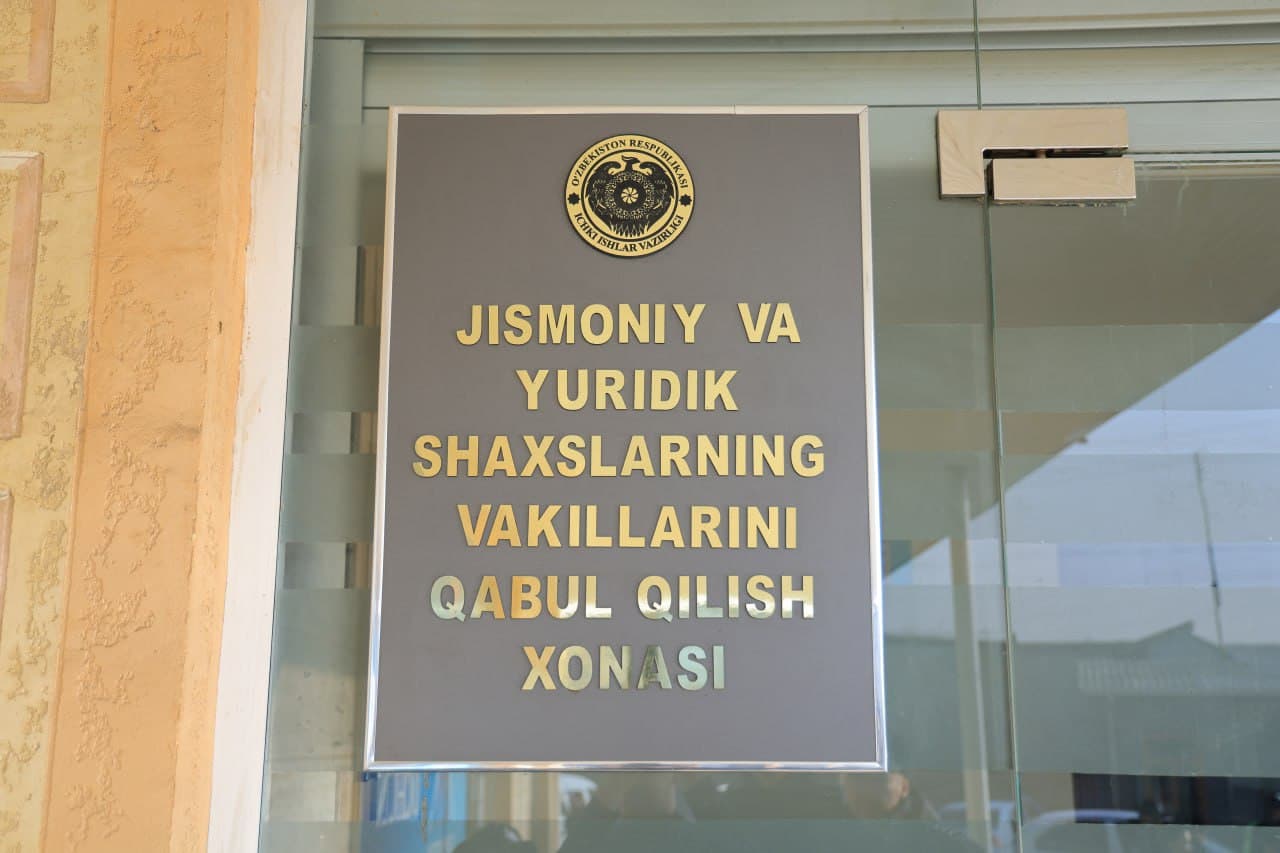 O'ZBEKISTON RESPUBLIKASI
ICHKI ISHLAR VAZIRLIGI
JISMONIY VA
YURIDIK
SHAXSLARNING
VAKILLARINI
QABUL QILISH
XONASI